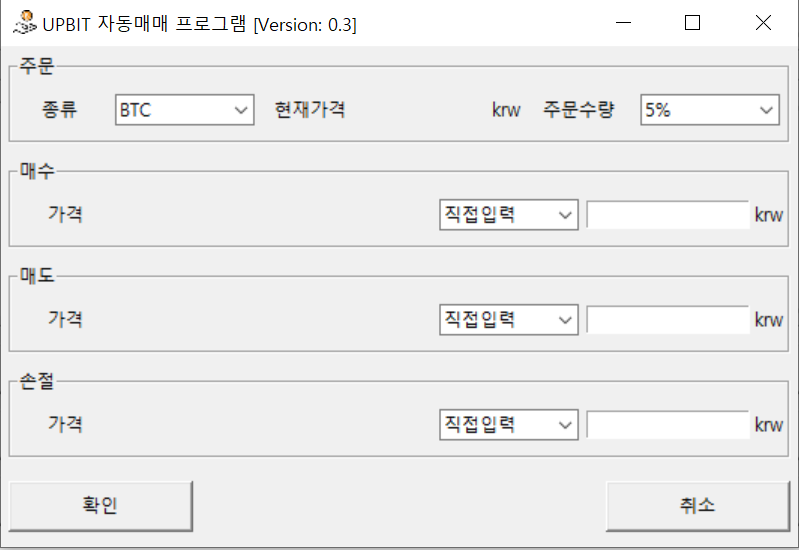 UPBIT 자동매매 프로그램 [Version: 0.3]
주문
종류 BTC 현재가격 krw 주문수량 5%
매수
가격 직접입력 krw
매도
가격 직접입력 krw
손절
가격 직접입력 krw
확인 취소